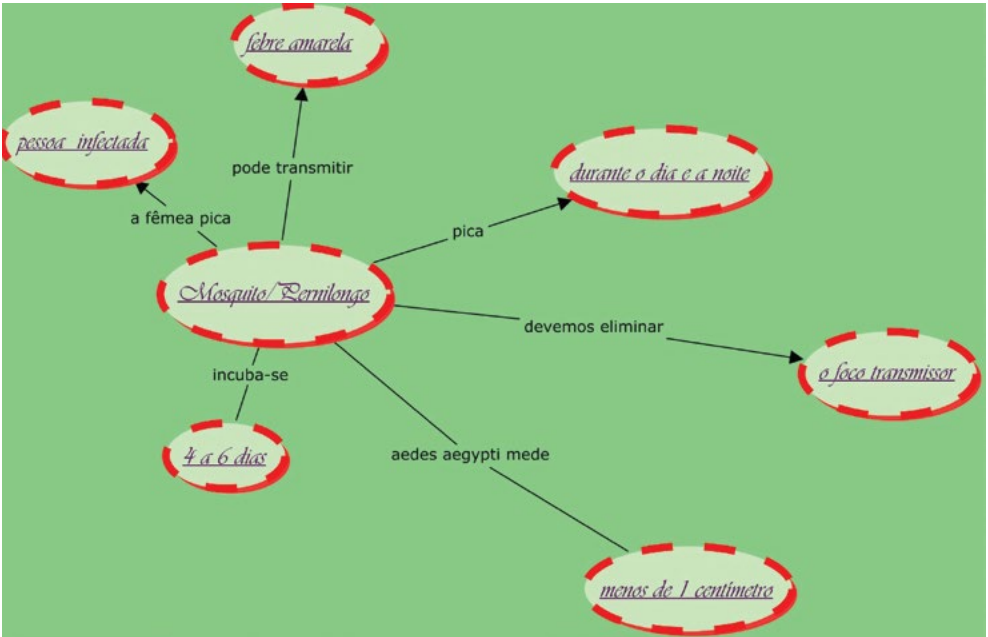 febre amarela
pessoa infectada
pode transmitir
durante o dia e a noite
a fêmea pica
pica
Mosquito/Pernilongo
devemos eliminar
o foco transmissor
incuba-se
4 a 6 dias
aedes aegypti mede
menos de 1 centímetro